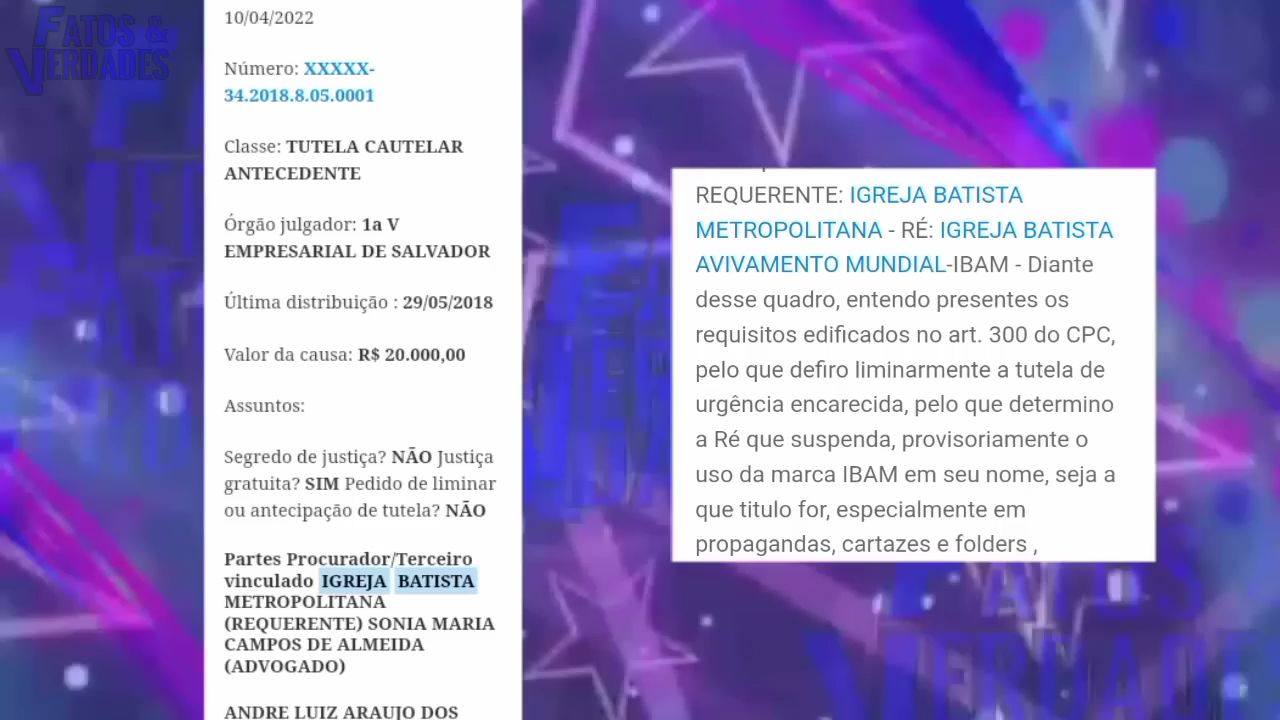 FATOS &
VERDADES
10/04/2022
Número: XXXXX-
34.2018.8.05.0001
Classe: TUTELA CAUTELAR
ANTECEDENTE
Órgão julgador: 1a V
EMPRESARIAL DE SALVADOR
Última distribuição : 29/05/2018
Valor da causa: R$ 20.000,00
Assuntos:
Segredo de justiça? NÃO Justiça
gratuita? SIM Pedido de liminar
ou antecipação de tutela? NÃO
Partes Procurador/Terceiro
vinculado IGREJA BATISTA
METROPOLITANA
(REQUERENTE) SONIA MARIA
CAMPOS DE ALMEIDA
(ADVOGADO)
ANDRE LUIZ ARAUJO DOS
REQUERENTE: IGREJA BATISTA
METROPOLITANA - RÉ: IGREJA BATISTA
AVIVAMENTO MUNDIAL-IBAM - Diante
desse quadro, entendo presentes os
requisitos edificados no art. 300 do CPC,
pelo que defiro liminarmente a tutela de
urgência encarecida, pelo que determino
a Ré que suspenda, provisoriamente o
uso da marca IBAM em seu nome, seja a
que titulo for, especialmente em
propagandas, cartazes e folders ,